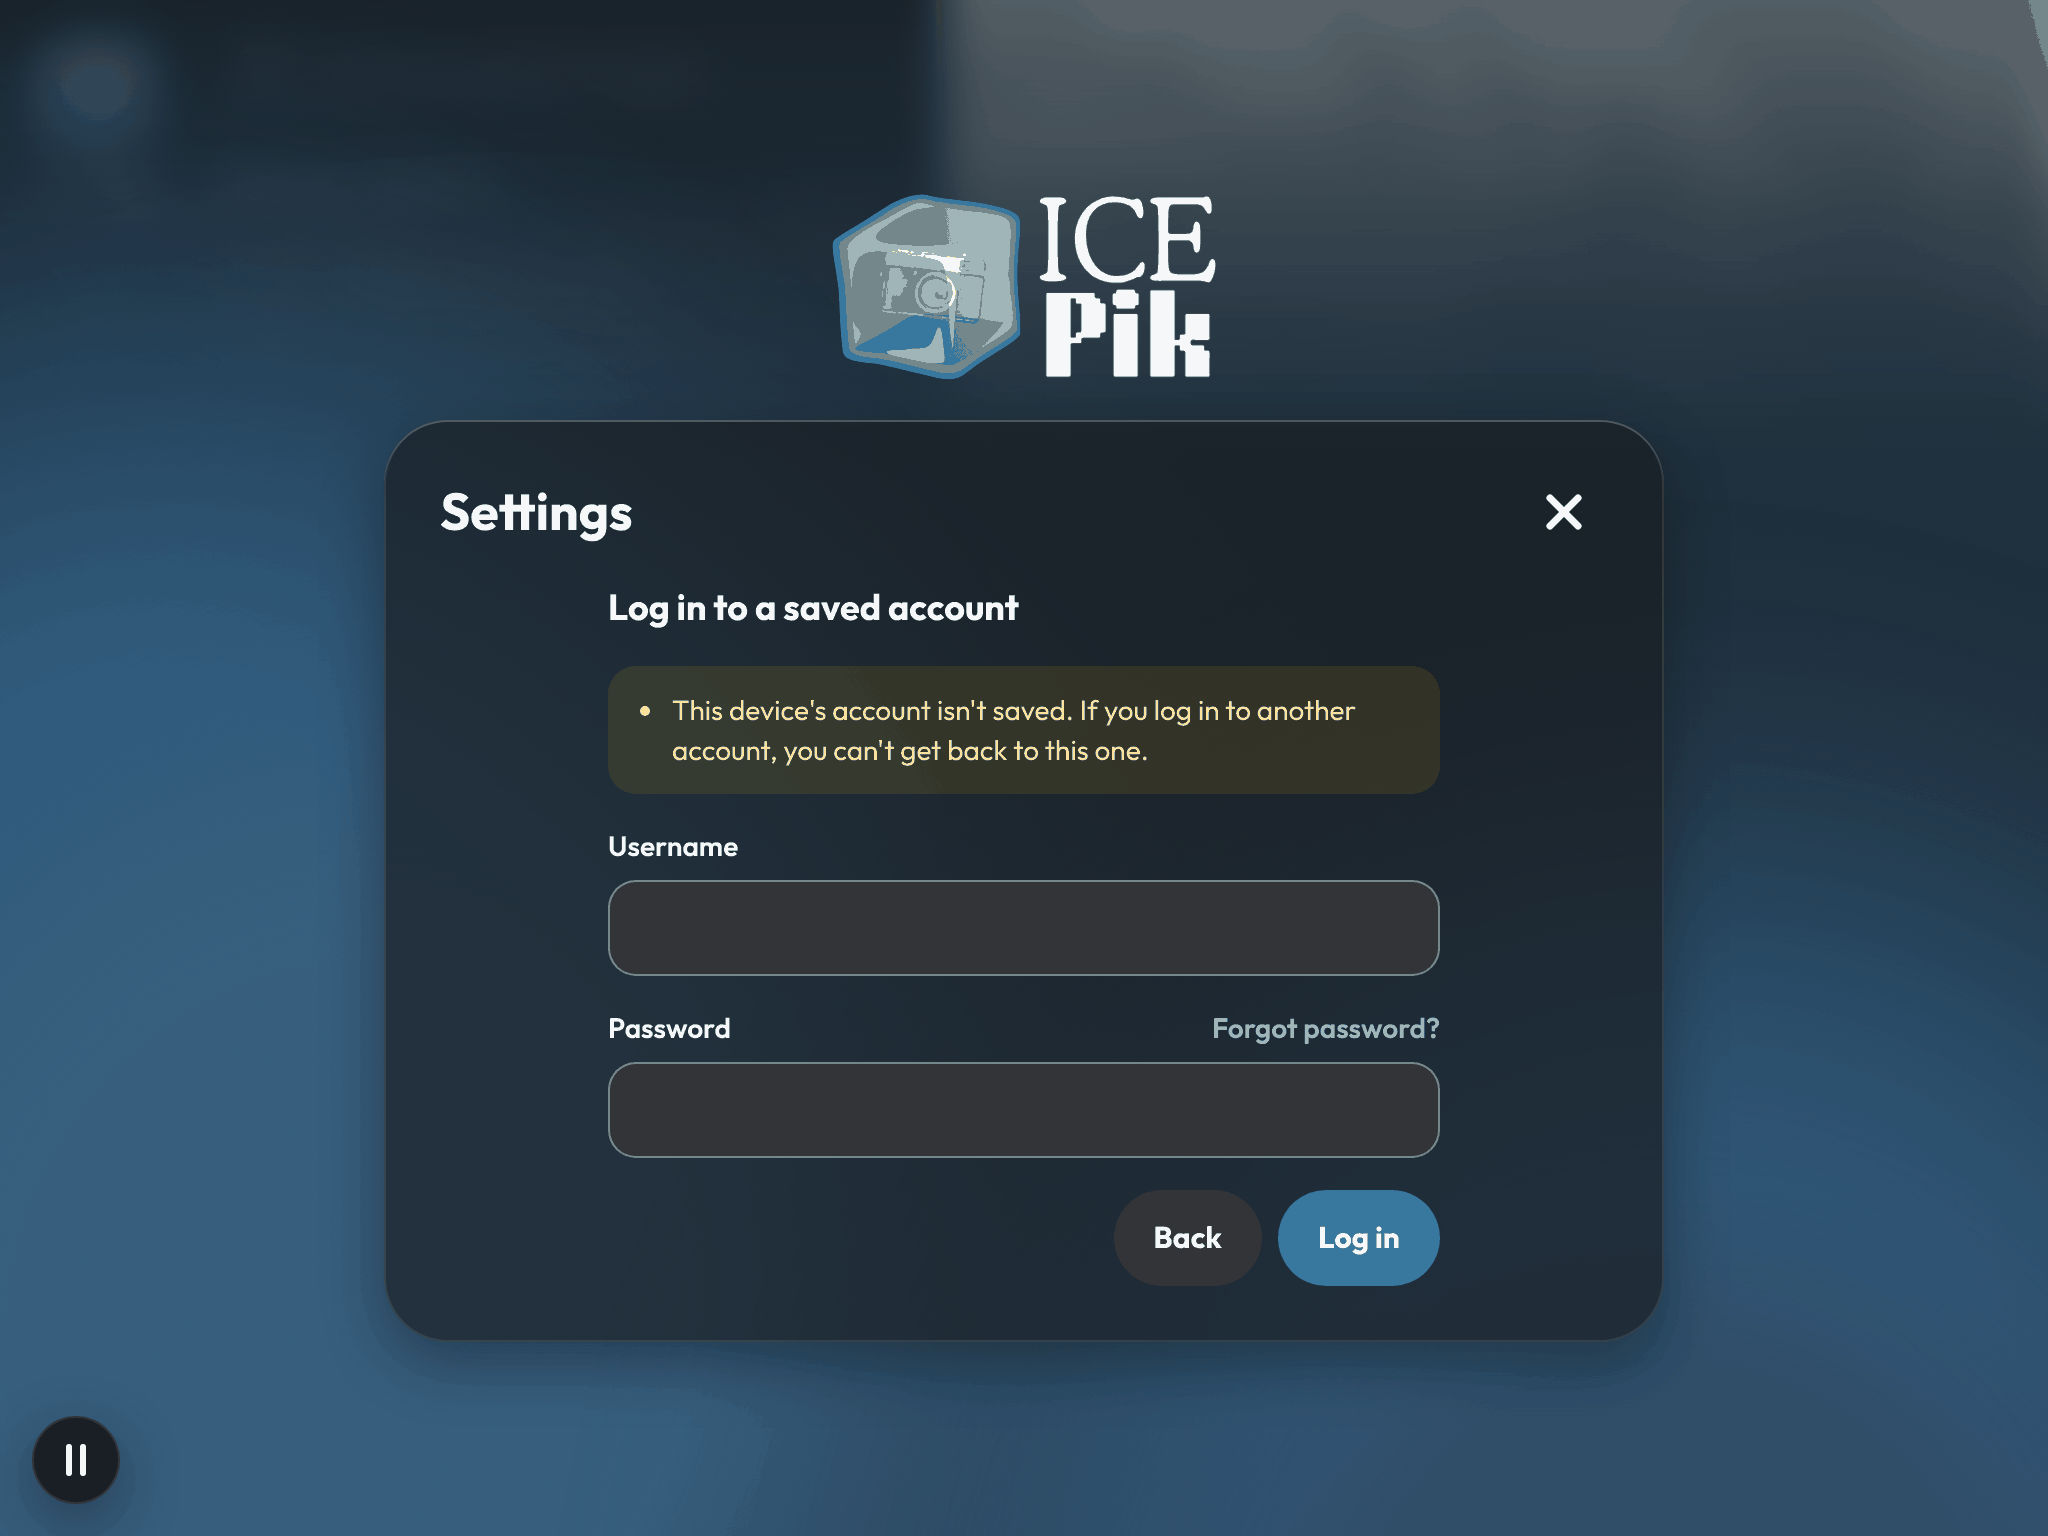 ICE
Pik
Settings
Log in to a saved account
• This device's account isn't saved. If you log in to another
account, you can't get back to this one.
Username
Password
Forgot password?
Back
Log in